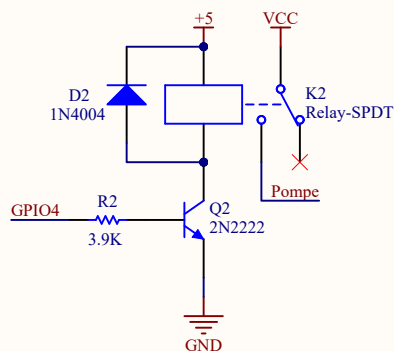 +5
VCC
D2
1N4004
K2
Relay-SPDT
Pompe
GPIO4
R2
3.9K
Q2
2N2222
GND